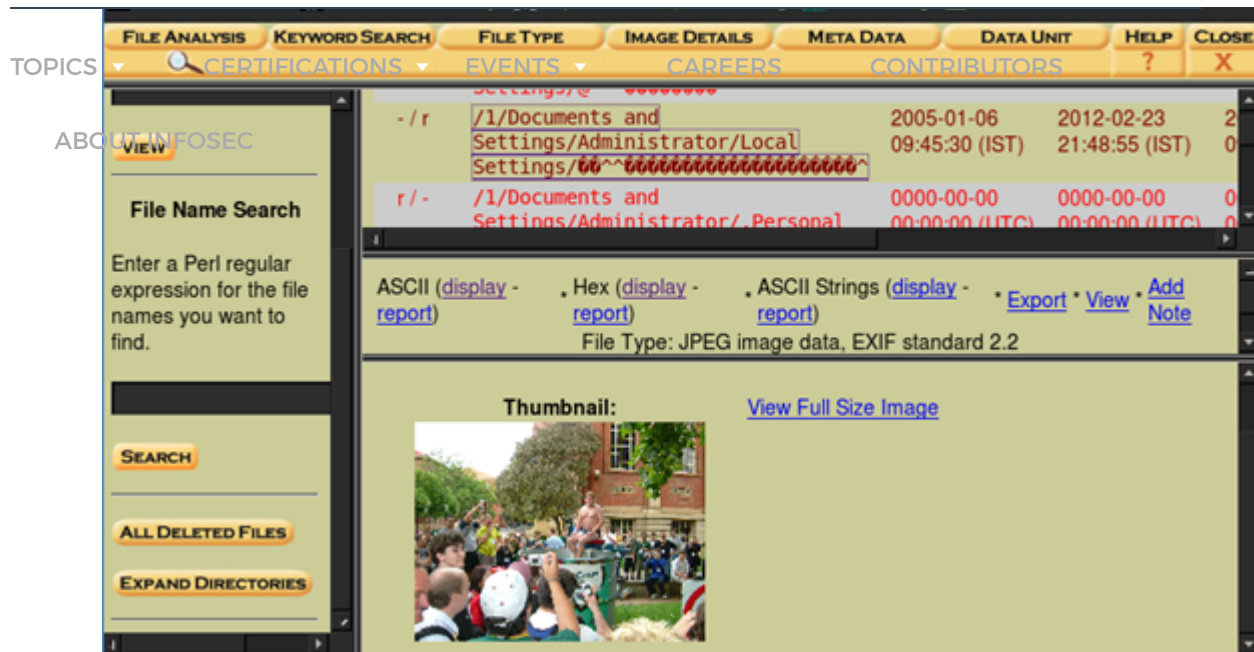 FILE ANALYSIS KEYWORD SEARCH FILE TYPE IMAGE DETAILS META DATA DATA UNIT HELP CLOSE
? X
TOPICS CERTIFICATIONS EVENTS CAREERS CONTRIBUTORS
ABOUT INFOSEC
VIEW
File Name Search
Enter a Perl regular
expression for the file
names you want to
find.
SEARCH
ALL DELETED FILES
EXPAND DIRECTORIES
Settings/@
- / r /1/Documents and 2005-01-06 2012-02-23 2
Settings/Administrator/Local 09:45:30 (IST) 21:48:55 (IST) 0
Settings/��^^���������������������^
r / - /1/Documents and 0000-00-00 0000-00-00 0
Settings/Administrator/.Personal 00:00:00 (UTC) 00:00:00 (UTC) 0
ASCII (display - * Hex (display - * ASCII Strings (display - * Export * View * Add
report) report) report) Note
File Type: JPEG image data, EXIF standard 2.2
Thumbnail: View Full Size Image